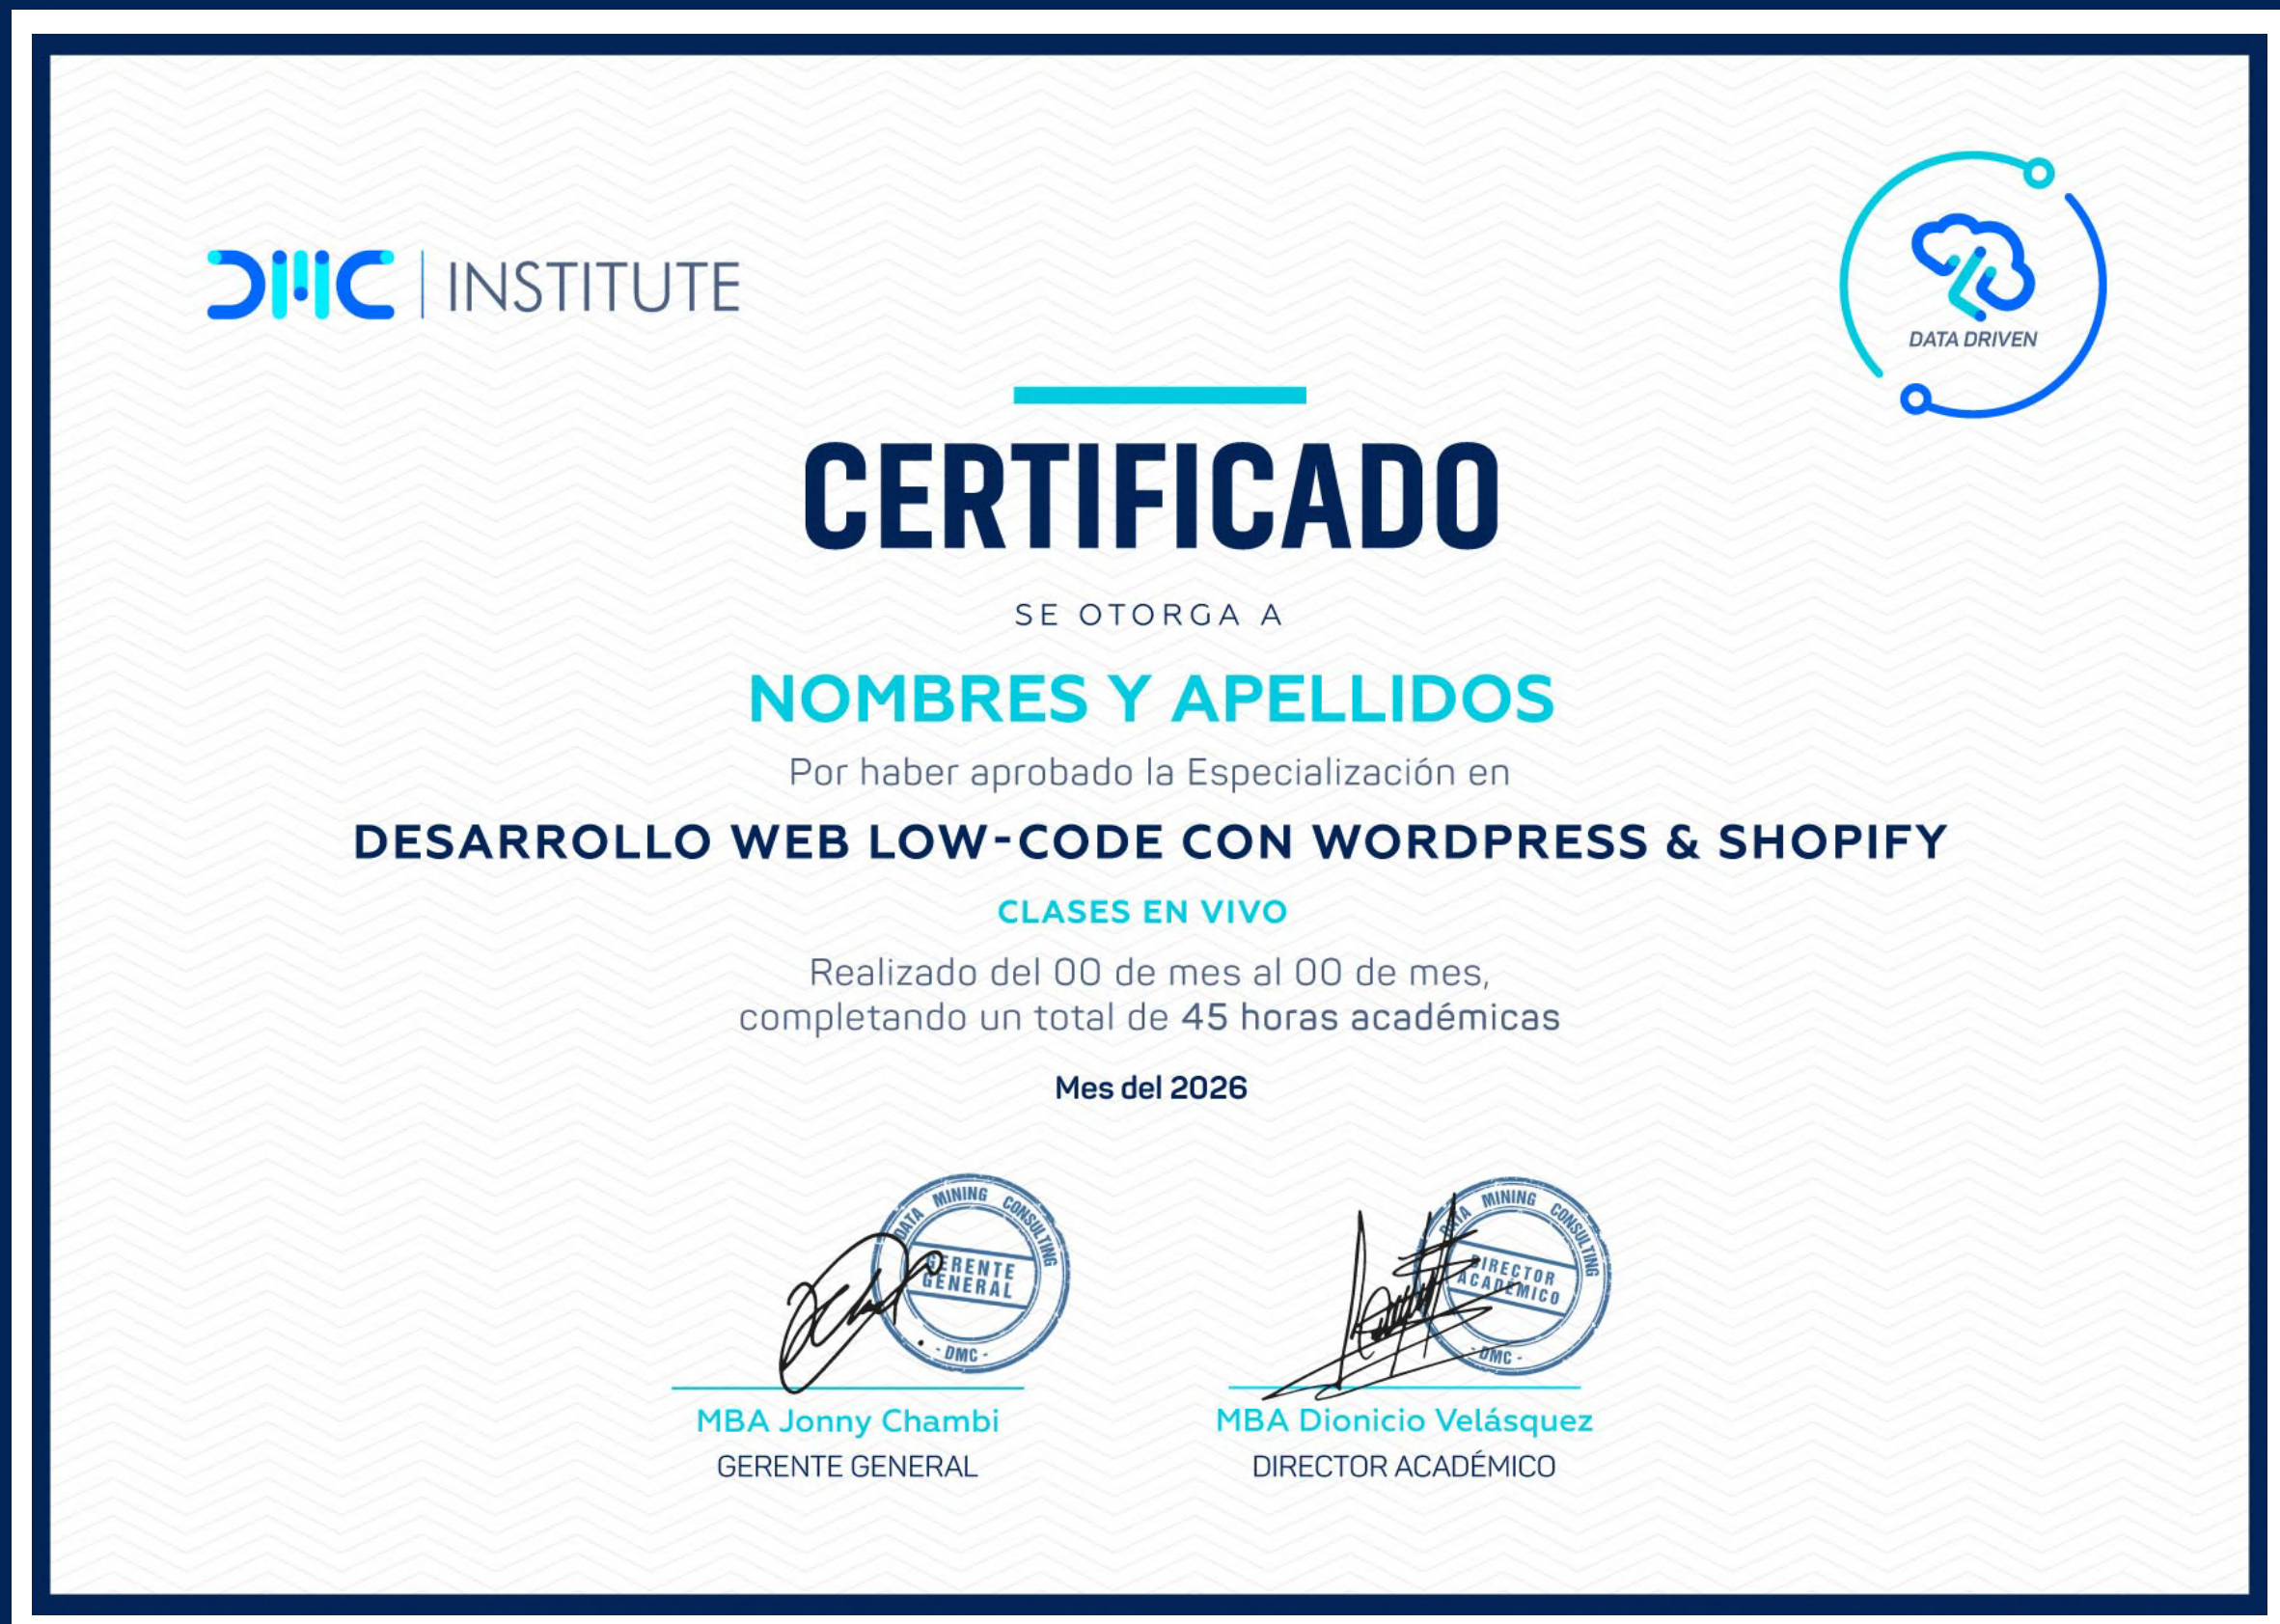 DMC | INSTITUTE
DATA DRIVEN
CERTIFICADO
SE OTORGA A
NOMBRES Y APELLIDOS
Por haber aprobado la Especialización en
DESARROLLO WEB LOW-CODE CON WORDPRESS & SHOPIFY
CLASES EN VIVO
Realizado del 00 de mes al 00 de mes,
completando un total de 45 horas académicas
Mes del 2026
DATA MINING CONSULTING
GERENTE
GENERAL
- DMC -
DATA MINING CONSULTING
DIRECTOR
ACADÉMICO
- DMC -
MBA Jonny Chambi
GERENTE GENERAL
MBA Dionicio Velásquez
DIRECTOR ACADÉMICO